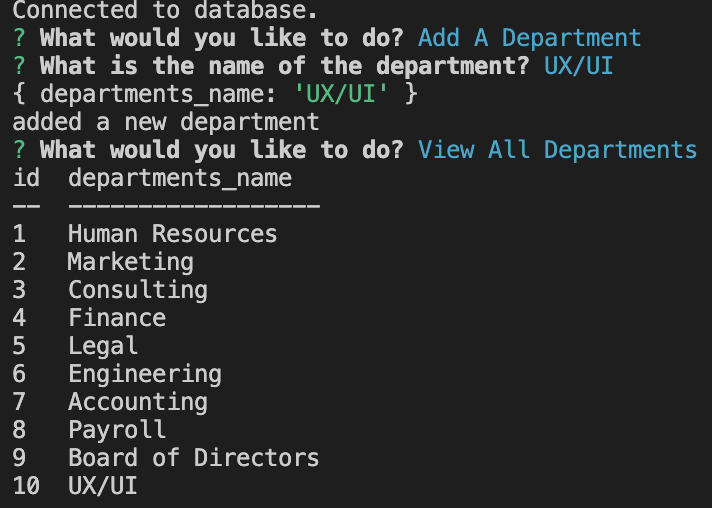 Connected to database.
? What would you like to do? Add A Department
? What is the name of the department? UX/UI
{ departments_name: 'UX/UI' }
added a new department
? What would you like to do? View All Departments
id  departments_name
--  ------------------
1   Human Resources
2   Marketing
3   Consulting
4   Finance
5   Legal
6   Engineering
7   Accounting
8   Payroll
9   Board of Directors
10  UX/UI